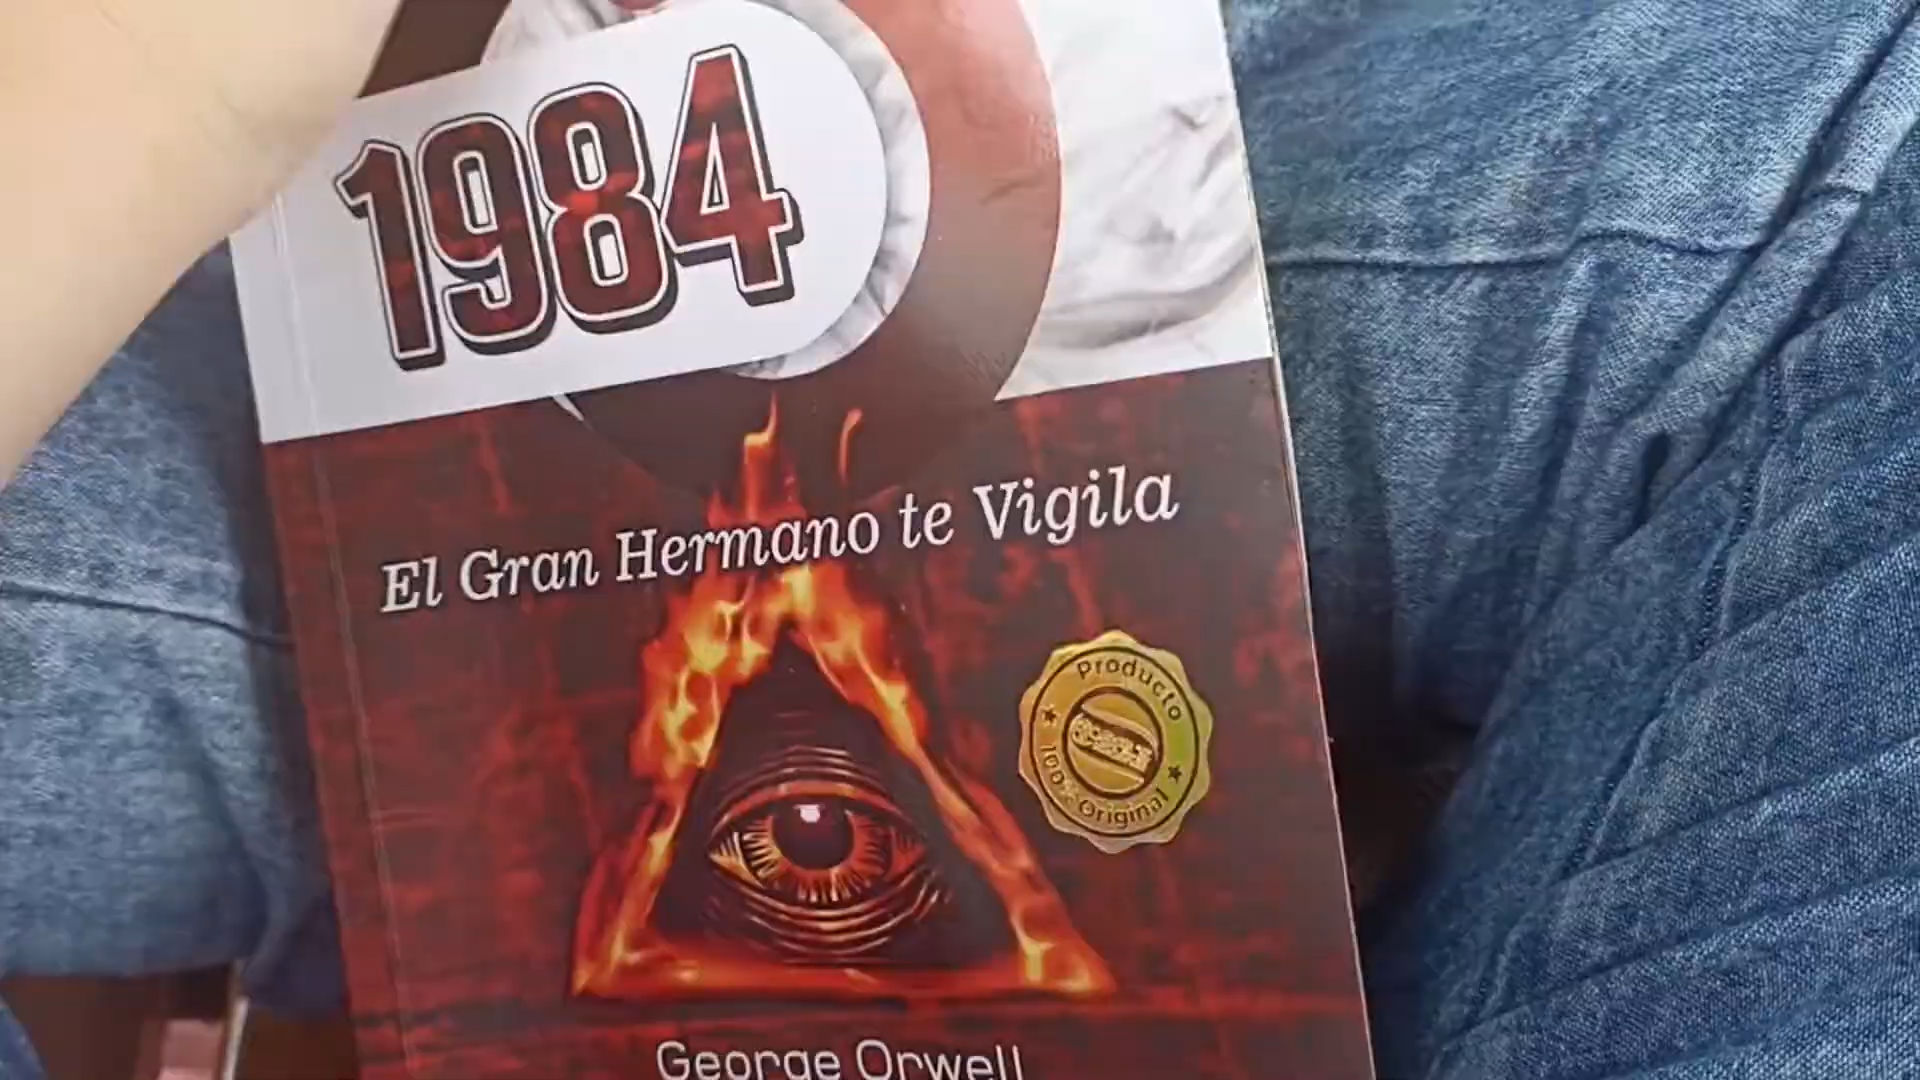 1984
El Gran Hermano te Vigila
Producto
100% Original
George Orwell